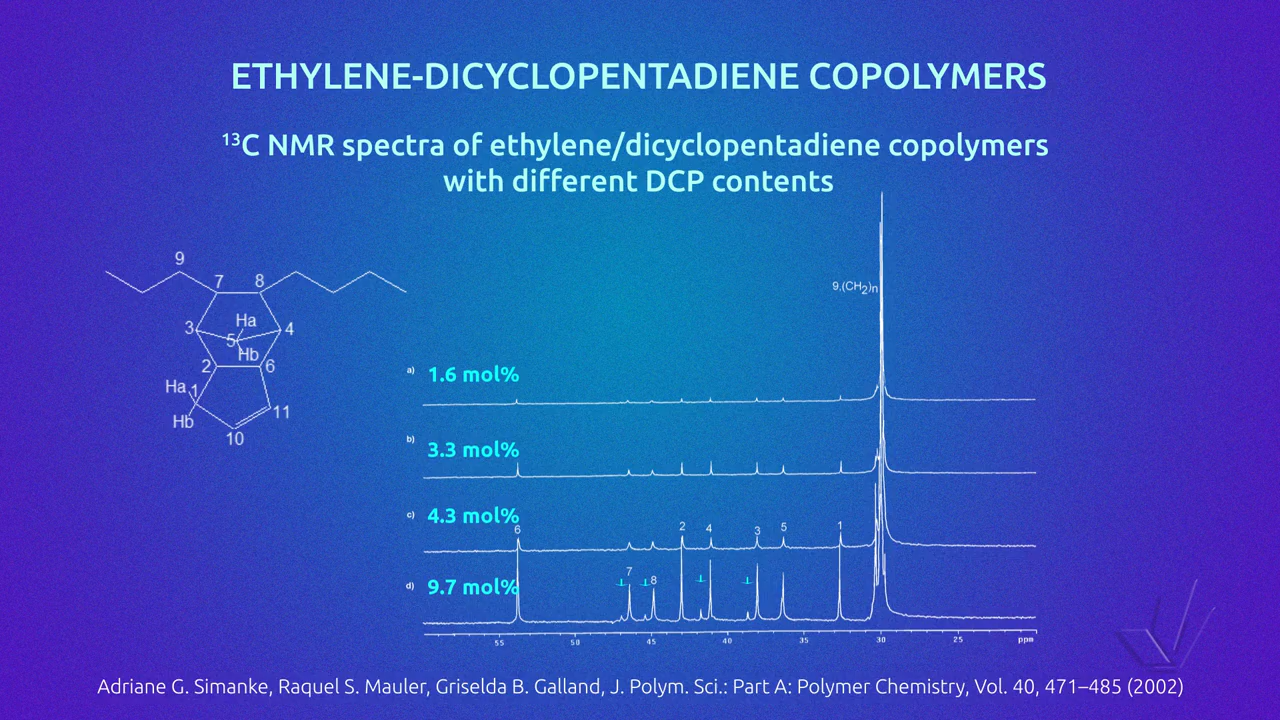 ETHYLENE-DICYCLOPENTADIENE COPOLYMERS
¹³C NMR spectra of ethylene/dicyclopentadiene copolymers
with different DCP contents
9
7 8
Ha
3 4
5
Hb
2 6
Ha 1
Hb
11
10
9,(CH₂)n
a) 1.6 mol%
b) 3.3 mol%
c) 4.3 mol%
6 2 4 3 5 1
d) 9.7 mol%
7 8
55 50 45 40 35 30 25 ppm
Adriane G. Simanke, Raquel S. Mauler, Griselda B. Galland, J. Polym. Sci.: Part A: Polymer Chemistry, Vol. 40, 471–485 (2002)